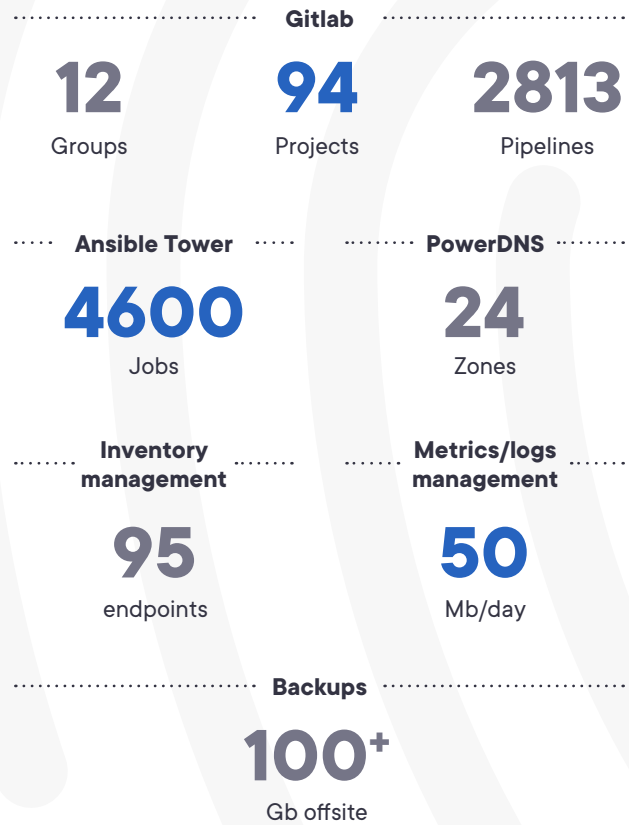 Gitlab
12 94 2813
Groups Projects Pipelines
Ansible Tower PowerDNS
4600 24
Jobs Zones
Inventory Metrics/logs
management management
95 50
endpoints Mb/day
Backups
100+
Gb offsite